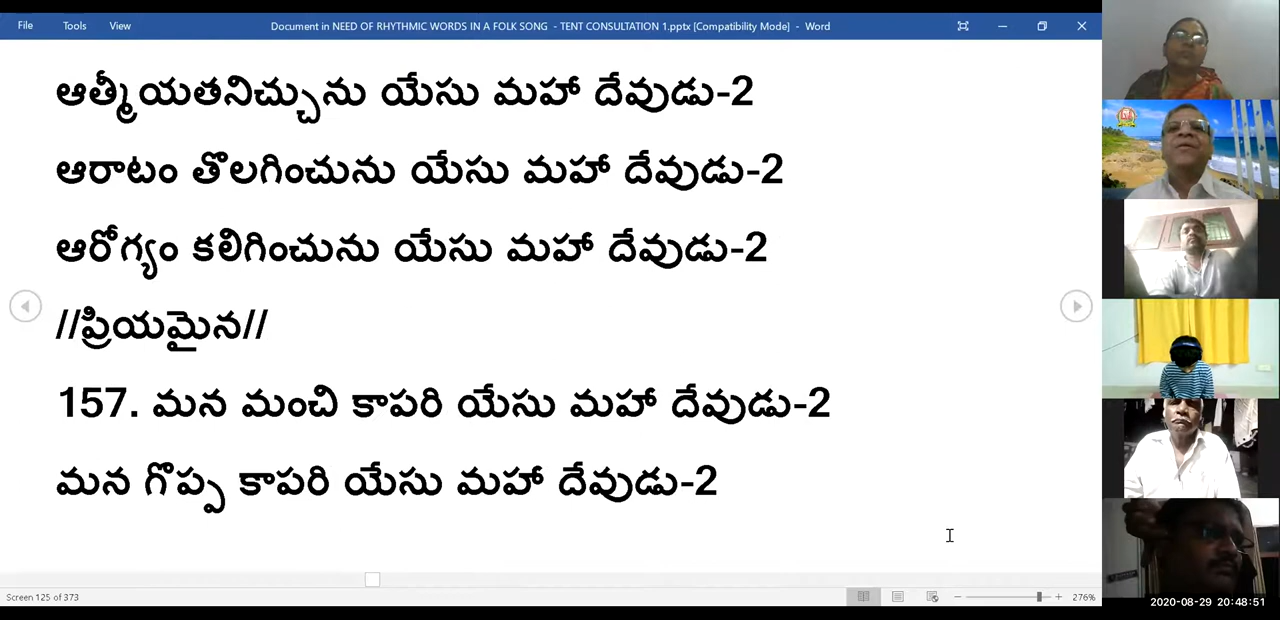 File Tools View Document in NEED OF RHYTHMIC WORDS IN A FOLK SONG - TENT CONSULTATION 1.pptx [Compatibility Mode] - Word
ఆత్మీయతనిచ్చును యేసు మహా దేవుడు-2
ఆరాటం తొలగించును యేసు మహా దేవుడు-2
ఆరోగ్యం కలిగించును యేసు మహా దేవుడు-2
//ప్రియమైన//
157. మన మంచి కాపరి యేసు మహా దేవుడు-2
మన గొప్ప కాపరి యేసు మహా దేవుడు-2
Screen 125 of 373
276%
2020-08-29 20:48:51